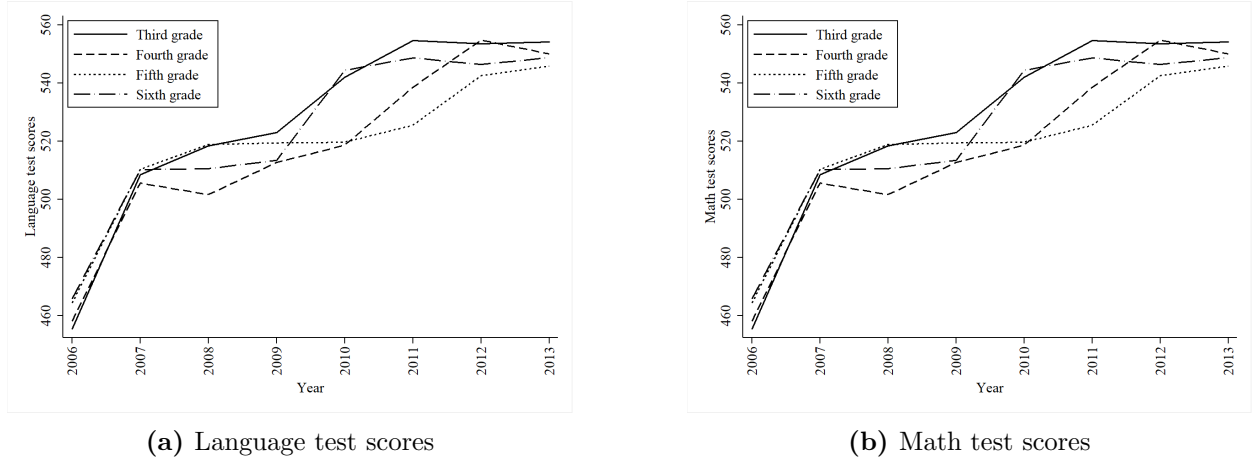 Third grade
Fourth grade
Fifth grade
Sixth grade
Language test scores
560
540
520
500
480
460
2006 2007 2008 2009 2010 2011 2012 2013
Year
(a) Language test scores
Third grade
Fourth grade
Fifth grade
Sixth grade
Math test scores
560
540
520
500
480
460
2006 2007 2008 2009 2010 2011 2012 2013
Year
(b) Math test scores